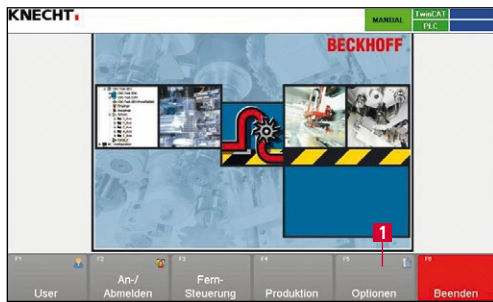 KNECHT
MANUAL
TwinCAT
PLC
BECKHOFF
1
F1
User
F2
An-/
Abmelden
F3
Fern-
Steuerung
F4
Produktion
F5
Optionen
F6
Beenden